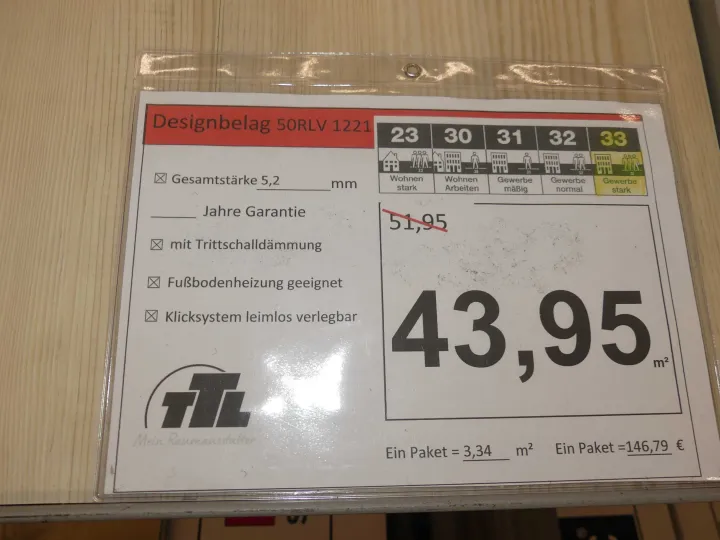 Designbelag 50RLV 1221
23 30 31 32 33
Wohnen stark
Wohnen Arbeiten
Gewerbe mäßig
Gewerbe normal
Gewerbe stark
Gesamtstärke 5,2 mm
Jahre Garantie
mit Trittschalldämmung
Fußbodenheizung geeignet
Klicksystem leimlos verlegbar
51,95
43,95 m²
TTL
Mein Raumausstatter
Ein Paket = 3,34 m² Ein Paket =146,79 €